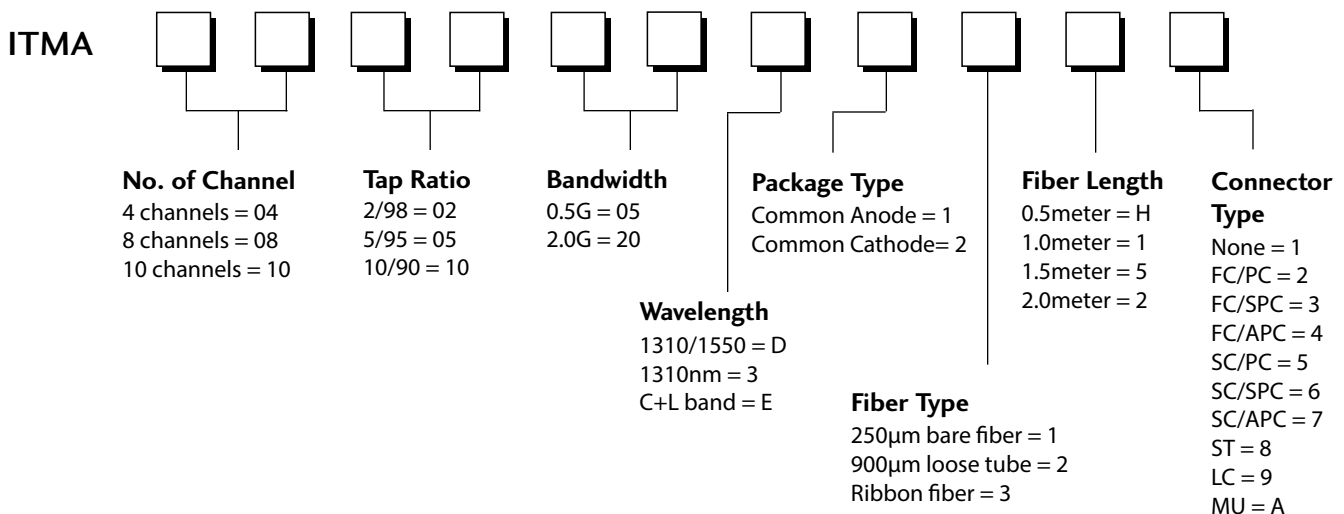 ITMA
No. of Channel
4 channels = 04
8 channels = 08
10 channels = 10
Tap Ratio
2/98 = 02
5/95 = 05
10/90 = 10
Bandwidth
0.5G = 05
2.0G = 20
Wavelength
1310/1550 = D
1310nm = 3
C+L band = E
Package Type
Common Anode = 1
Common Cathode= 2
Fiber Type
250μm bare fiber = 1
900μm loose tube = 2
Ribbon fiber = 3
Fiber Length
0.5meter = H
1.0meter = 1
1.5meter = 5
2.0meter = 2
Connector
Type
None = 1
FC/PC = 2
FC/SPC = 3
FC/APC = 4
SC/PC = 5
SC/SPC = 6
SC/APC = 7
ST = 8
LC = 9
MU = A